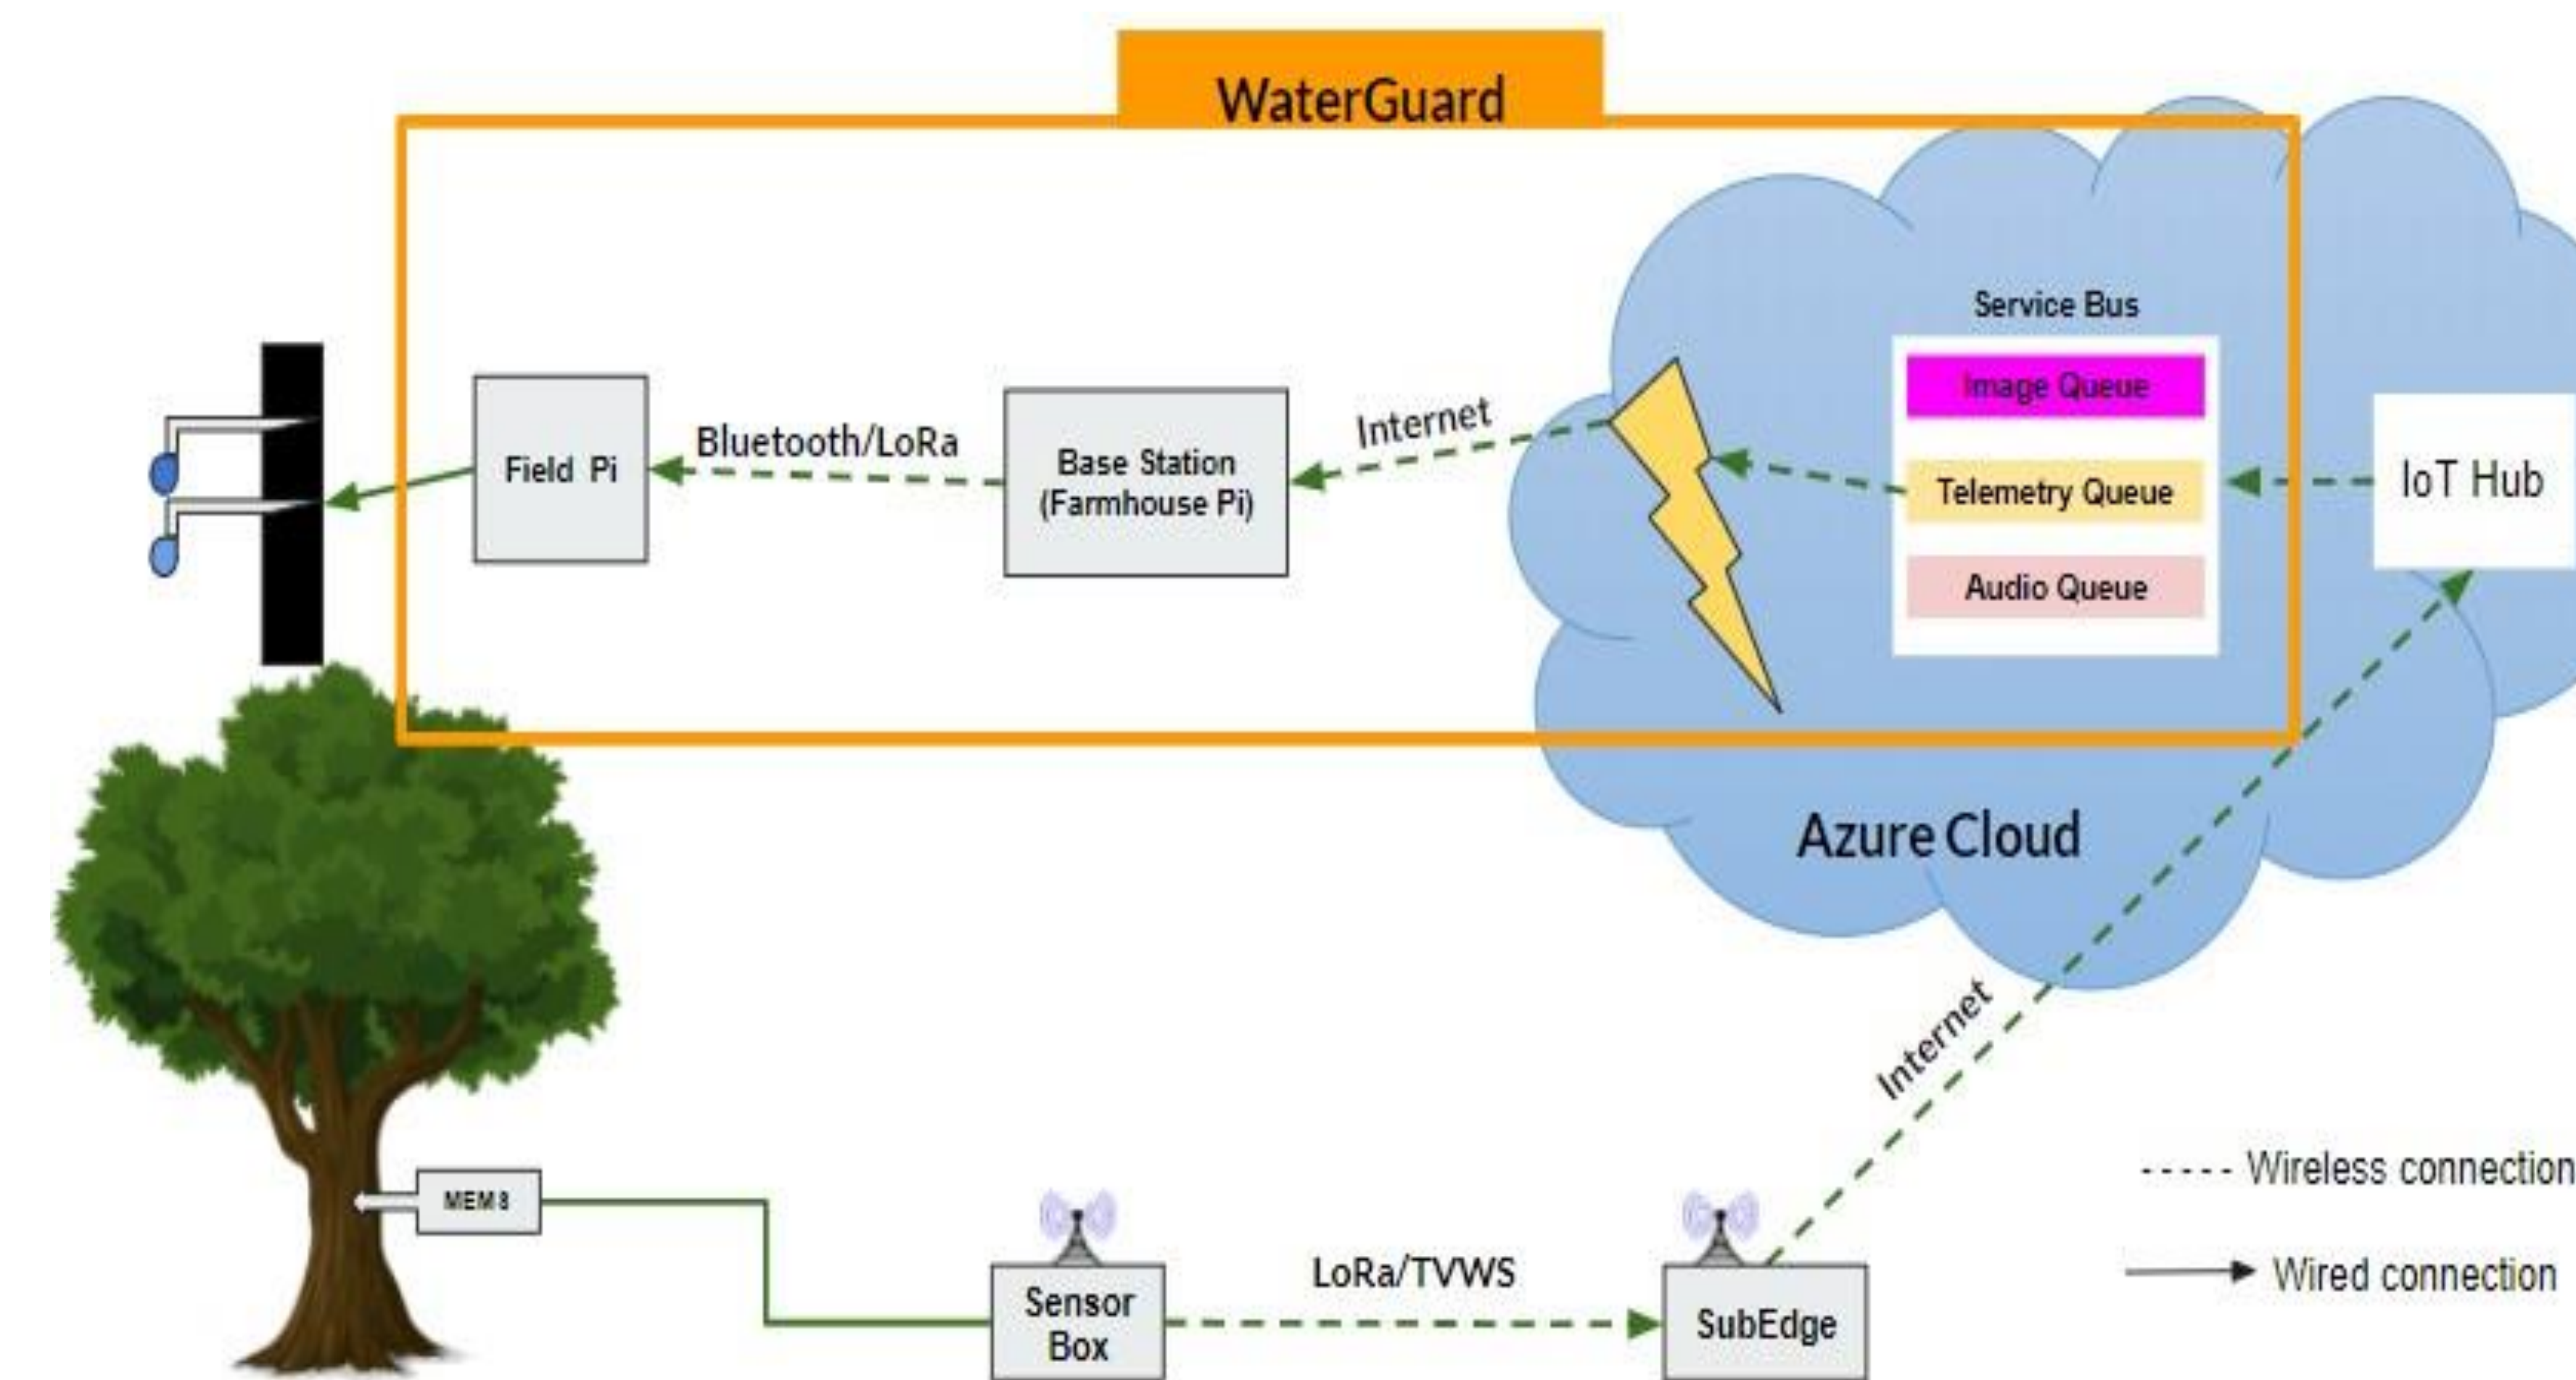 WaterGuard
Service Bus
Image Queue
Telemetry Queue
Audio Queue
IoT Hub
Internet
Base Station
(Farmhouse Pi)
Bluetooth/LoRa
Field Pi
Azure Cloud
Internet
MEM8
Sensor
Box
LoRa/TVWS
SubEdge
Wireless connection
Wired connection